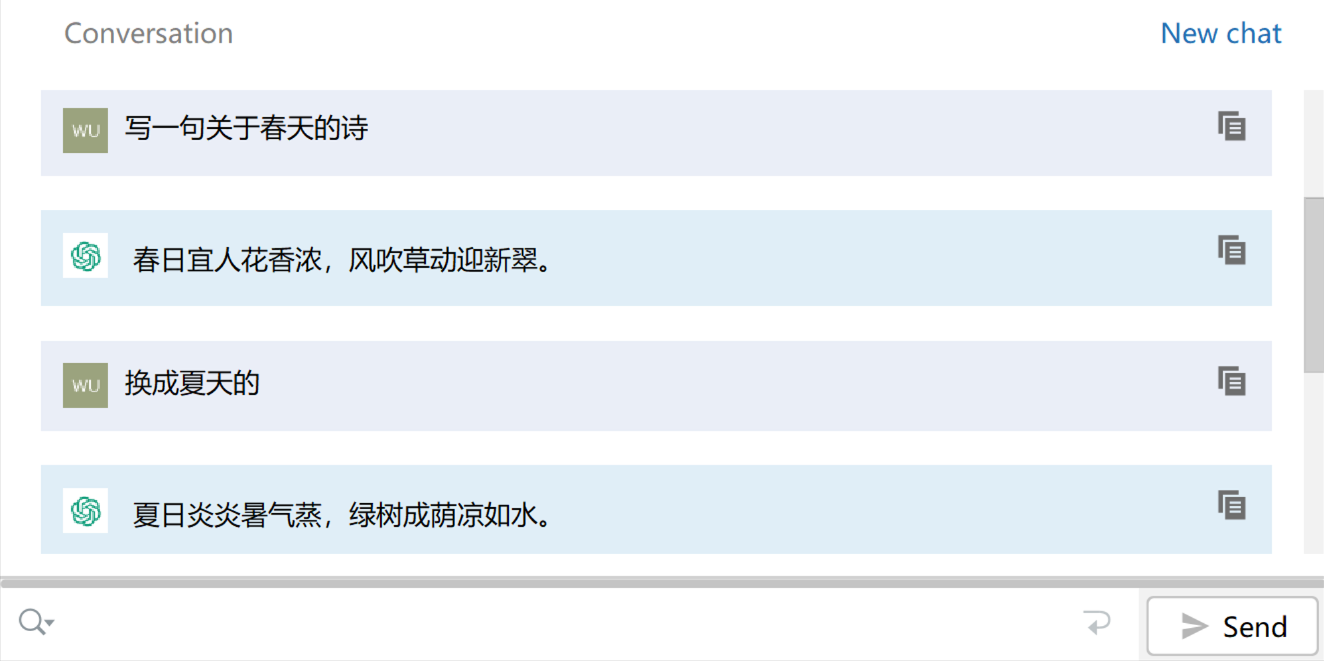 Conversation
New chat
WU 写一句关于春天的诗
春日宜人花香浓，风吹草动迎新翠。
WU 换成夏天的
夏日炎炎暑气蒸，绿树成荫凉如水。
Send